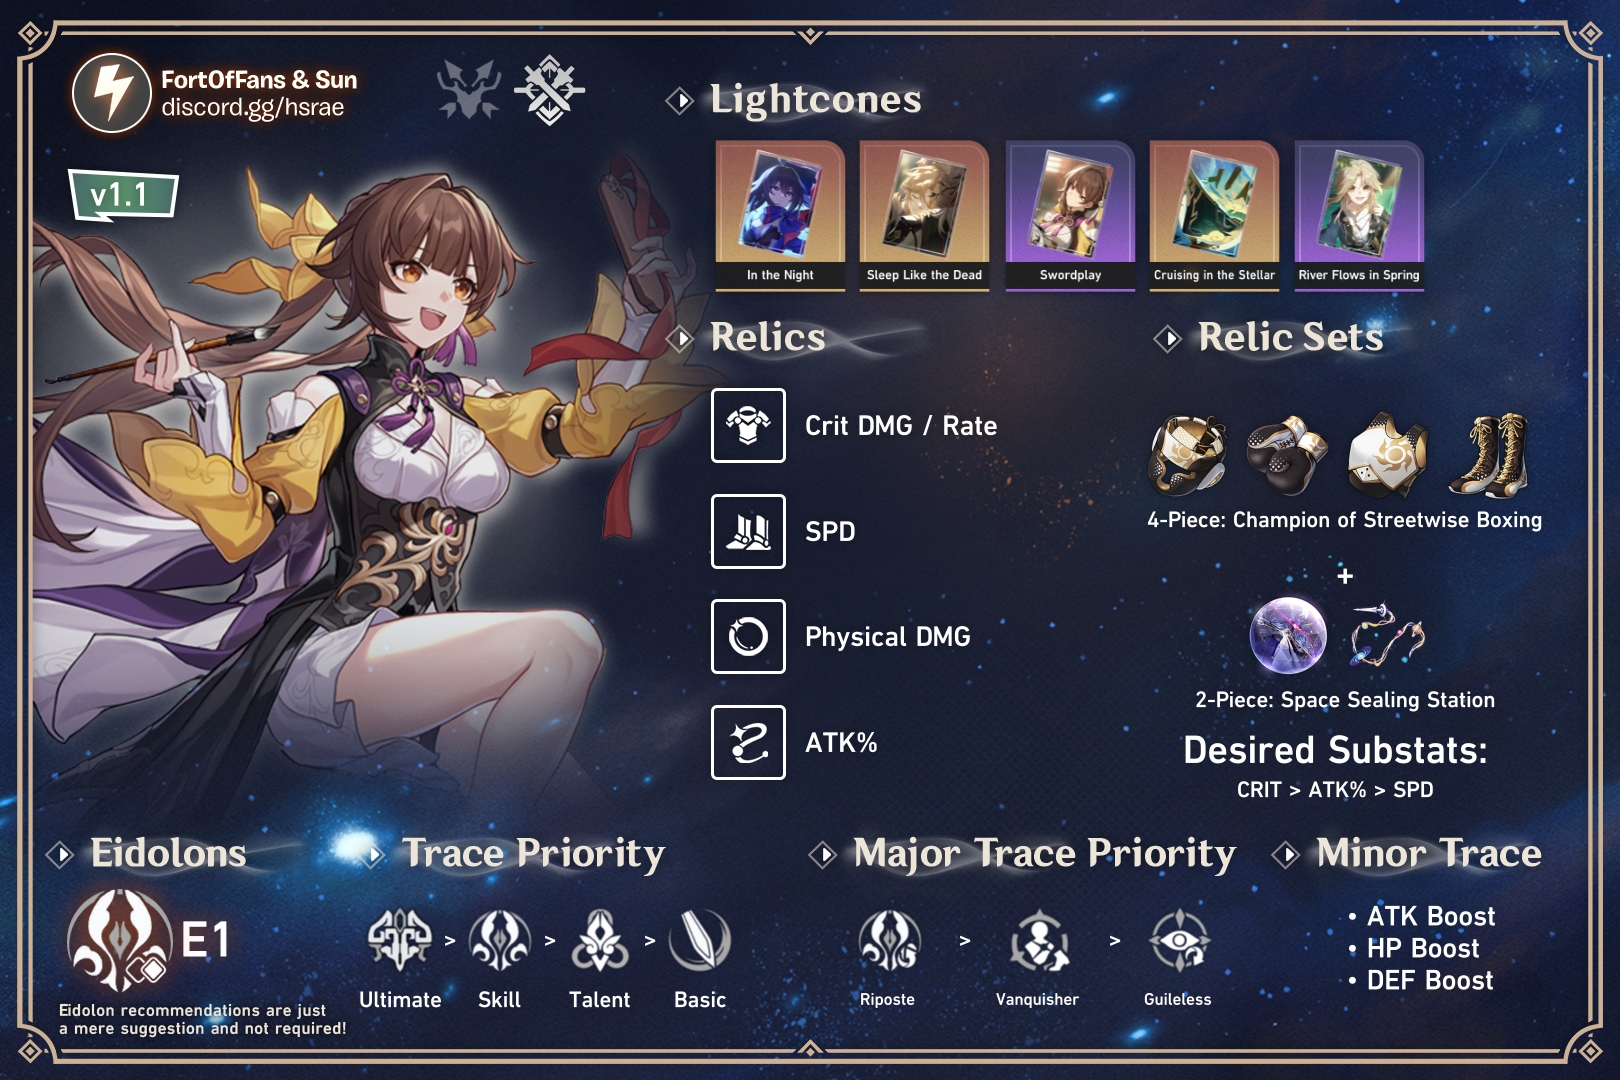 FortOfFans & Sun
discord.gg/hsrae
v1.1
Lightcones
In the Night
Sleep Like the Dead
Swordplay
Cruising in the Stellar
River Flows in Spring
Relics
Crit DMG / Rate
SPD
Physical DMG
ATK%
Relic Sets
4-Piece: Champion of Streetwise Boxing
+
2-Piece: Space Sealing Station
Desired Substats:
CRIT > ATK% > SPD
Eidolons
E1
Eidolon recommendations are just
a mere suggestion and not required!
Trace Priority
> > >
Ultimate Skill Talent Basic
Major Trace Priority
> >
Riposte Vanquisher Guileless
Minor Trace
• ATK Boost
• HP Boost
• DEF Boost